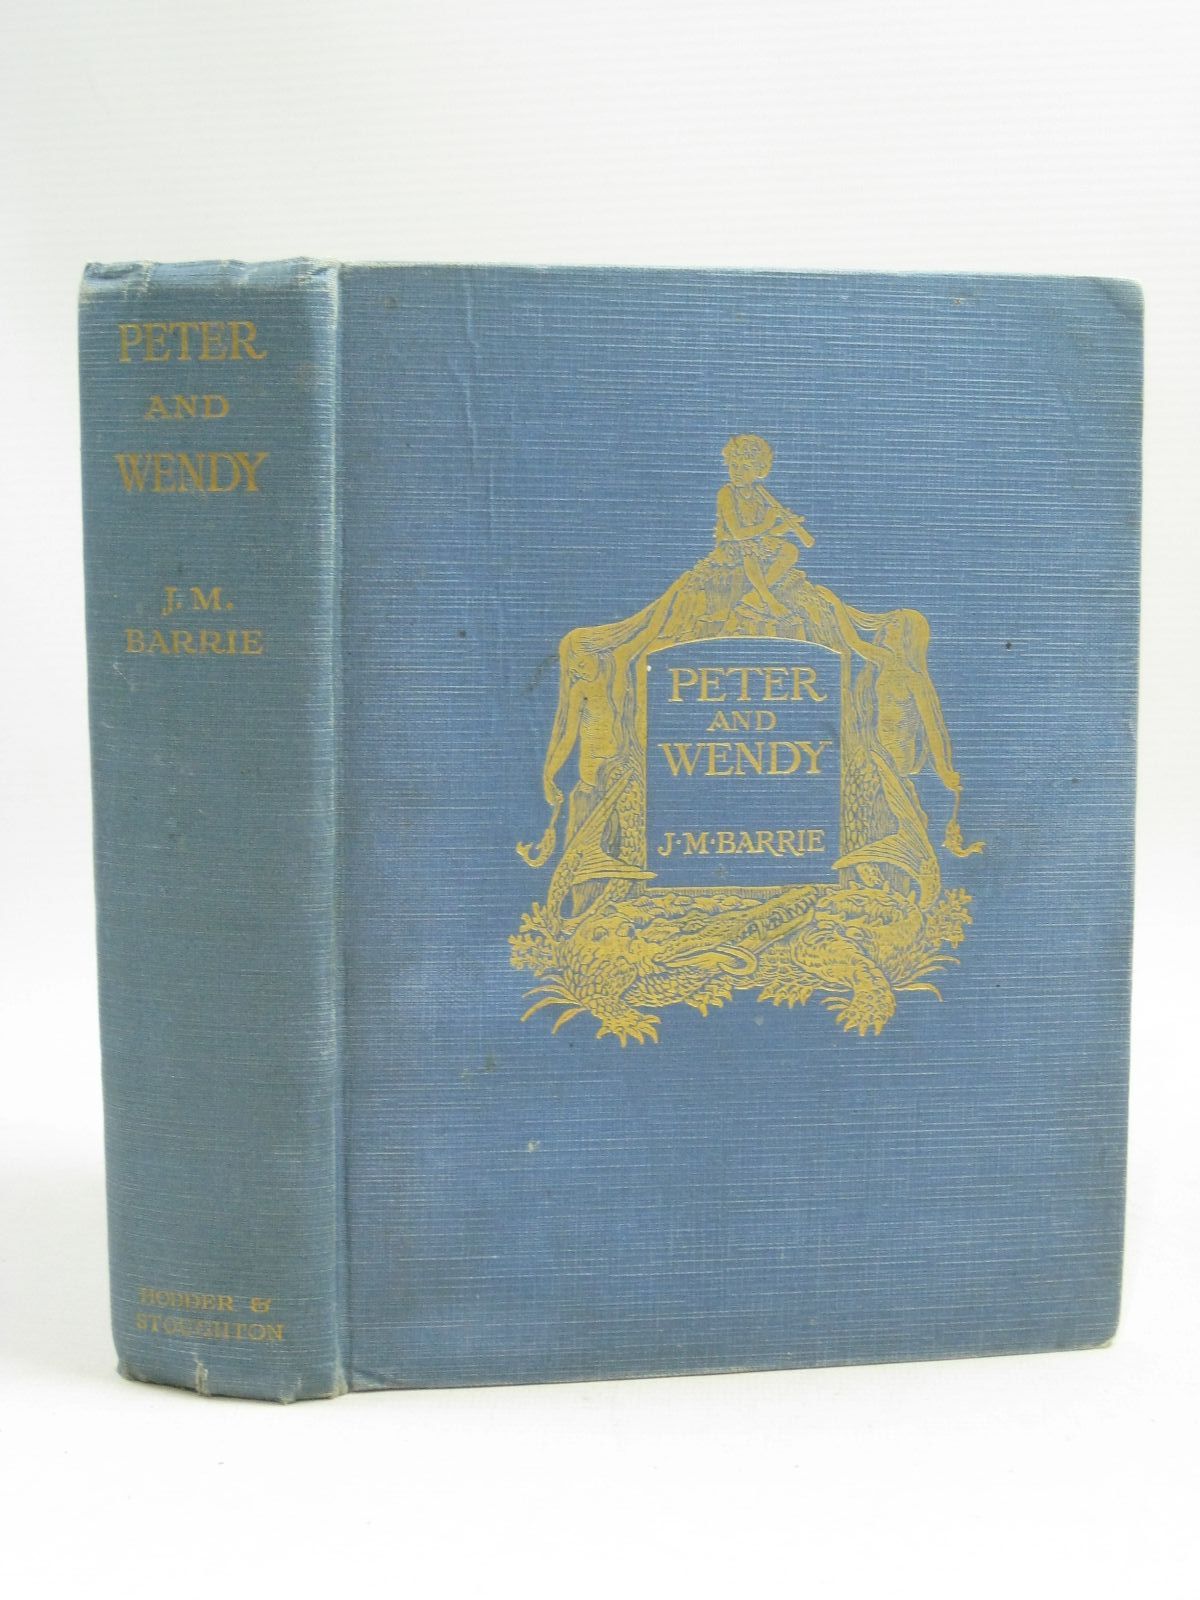 PETER
AND
WENDY
J. M.
BARRIE
HODDER &
STOUGHTON
PETER
AND
WENDY
J·M·BARRIE